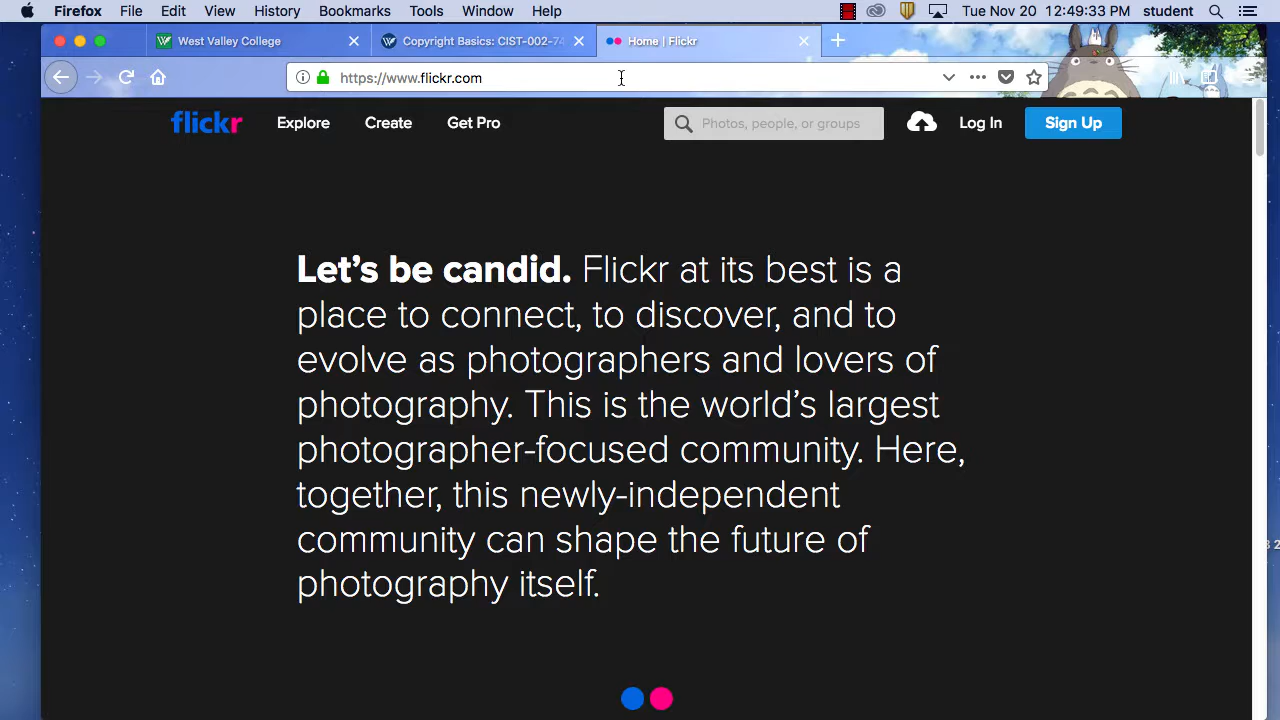 Firefox File Edit View History Bookmarks Tools Window Help Tue Nov 20 12:49:33 PM student
West Valley College Copyright Basics: CIST-002-74 Home | Flickr
https://www.flickr.com
flickr Explore Create Get Pro Photos, people, or groups Log In Sign Up
Let's be candid. Flickr at its best is a
place to connect, to discover, and to
evolve as photographers and lovers of
photography. This is the world's largest
photographer-focused community. Here,
together, this newly-independent
community can shape the future of
photography itself.